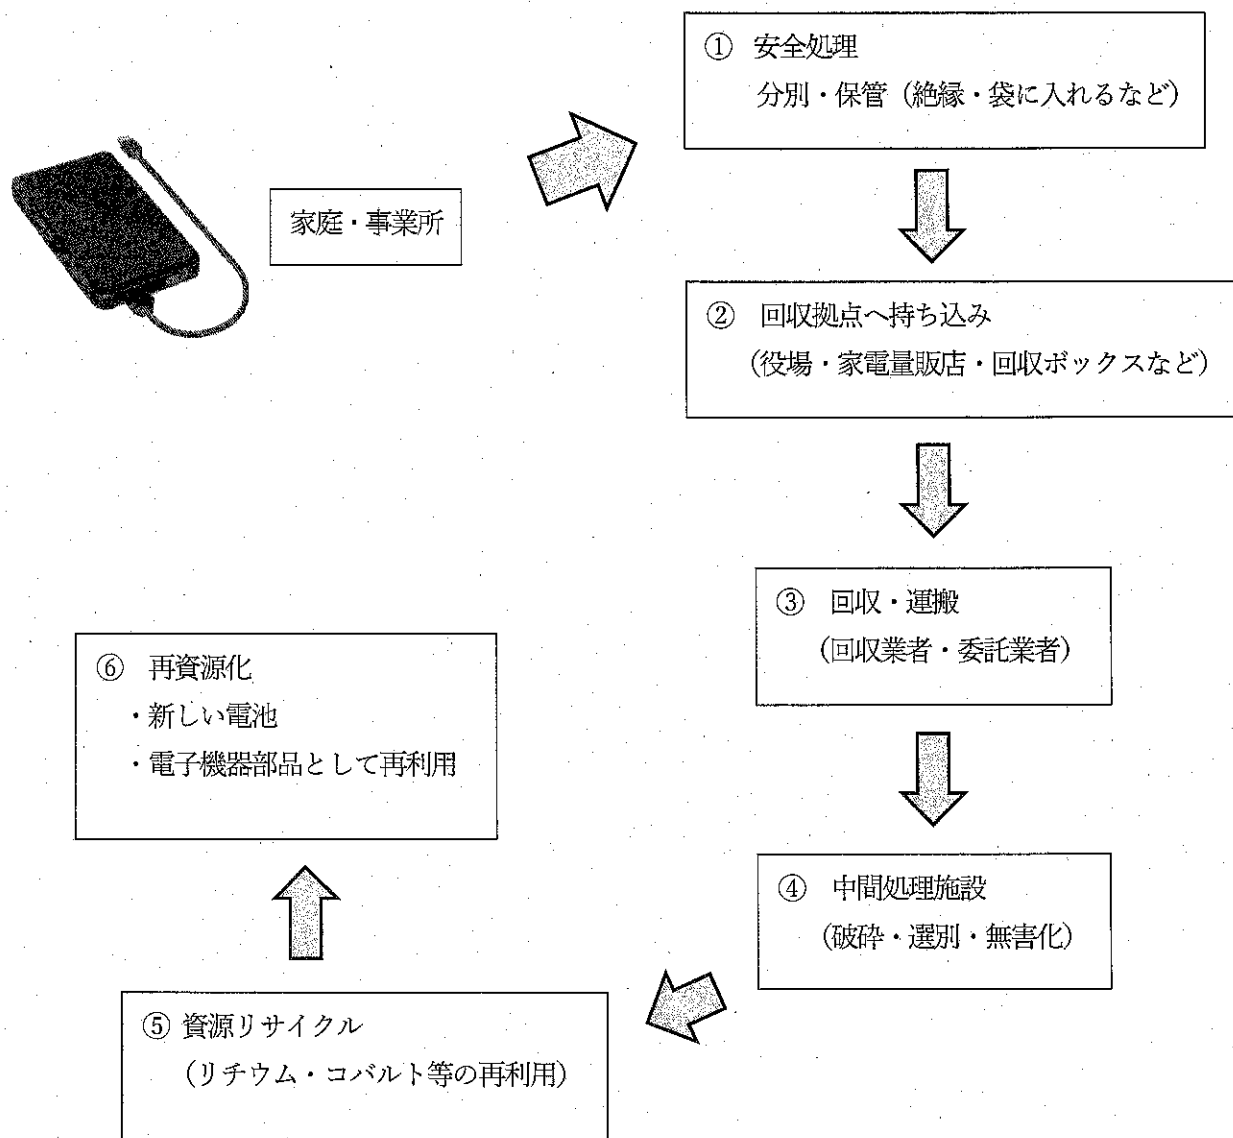 家庭・事業所
① 安全処理
分別・保管（絶縁・袋に入れるなど）
② 回収拠点へ持ち込み
（役場・家電量販店・回収ボックスなど）
③ 回収・運搬
（回収業者・委託業者）
④ 中間処理施設
（破砕・選別・無害化）
⑤ 資源リサイクル
（リチウム・コバルト等の再利用）
⑥ 再資源化
・新しい電池
・電子機器部品として再利用